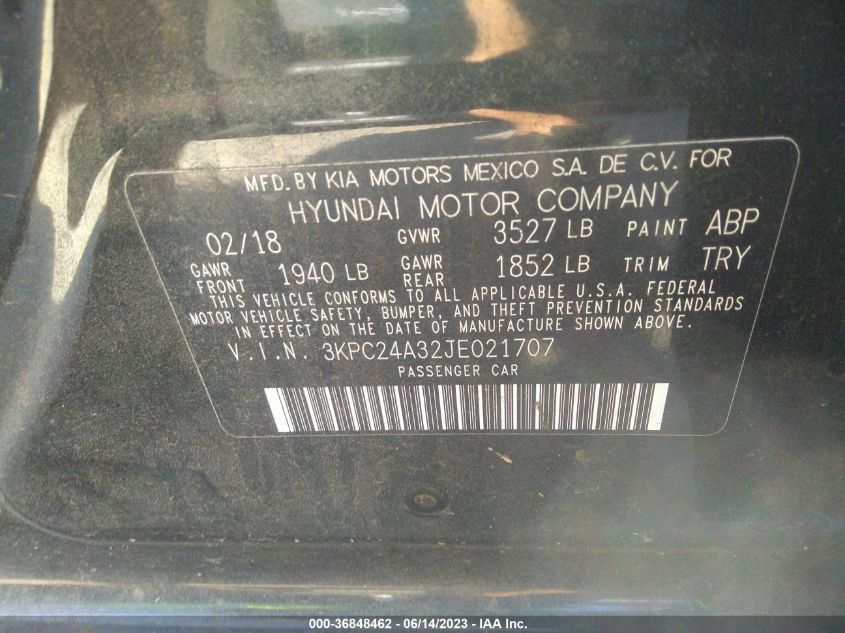 MFD. BY KIA MOTORS MEXICO S.A. DE C.V. FOR
HYUNDAI MOTOR COMPANY
02/18 GVWR 3527 LB PAINT ABP
GAWR FRONT 1940 LB GAWR REAR 1852 LB TRIM TRY
THIS VEHICLE CONFORMS TO ALL APPLICABLE U.S.A. FEDERAL
MOTOR VEHICLE SAFETY, BUMPER, AND THEFT PREVENTION STANDARDS
IN EFFECT ON THE DATE OF MANUFACTURE SHOWN ABOVE.
V.I.N. 3KPC24A32JE021707
PASSENGER CAR
000-36848462 - 06/14/2023 - IAA Inc.